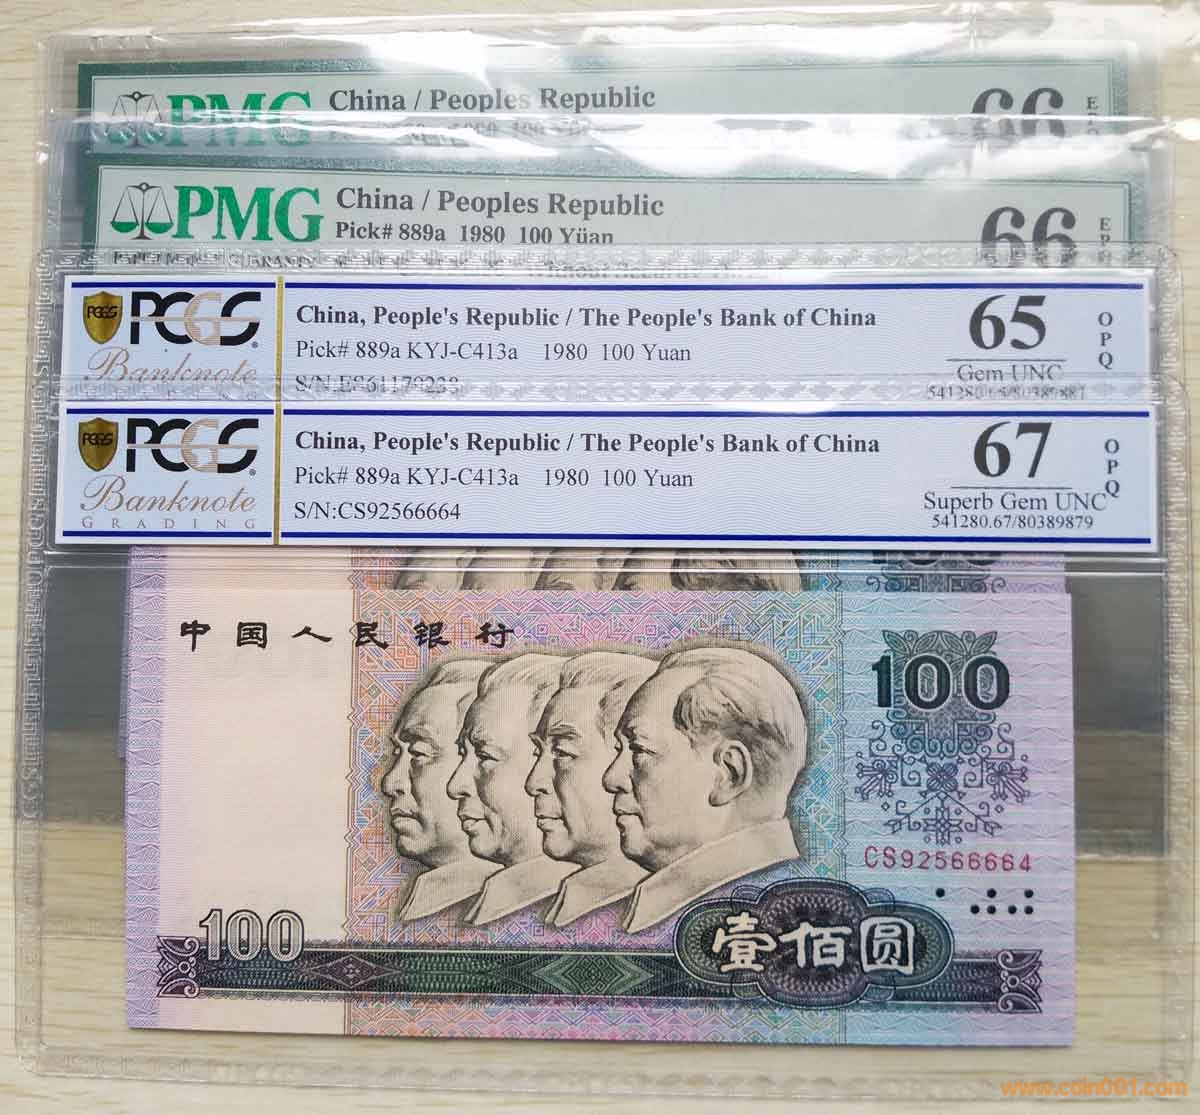 PMG
China / Peoples Republic
66
PMG
China / Peoples Republic
Pick# 889a 1980 100 Yüan
66
EPQ
PCGS
PCGS
Banknote
China, People's Republic / The People's Bank of China
Pick# 889a KYJ-C413a 1980 100 Yuan
65
Gem UNC
OPQ
PCGS
PCGS
Banknote
GRADING
China, People's Republic / The People's Bank of China
Pick# 889a KYJ-C413a 1980 100 Yuan
S/N:CS92566664
67
Superb Gem UNC
541280.67/80389879
OPQ
中国人民银行
100
CS92566664
100
壹佰圆
www.coin001.com